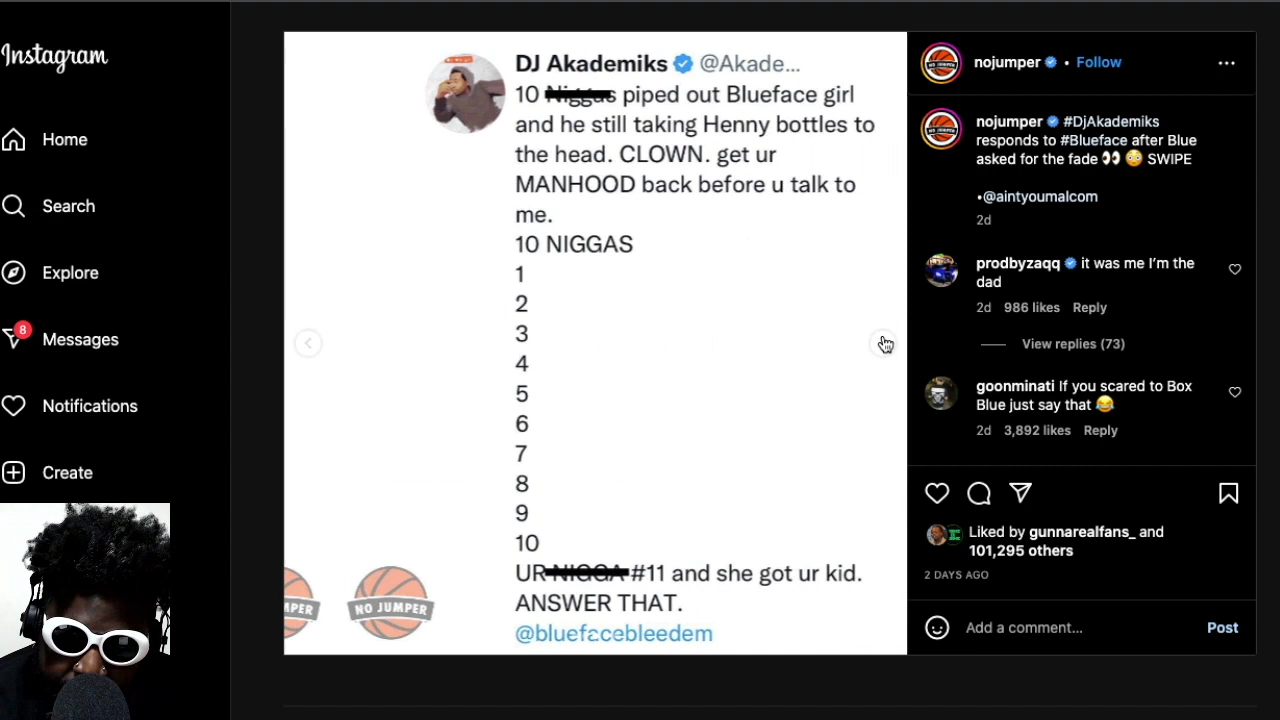 Instagram
Home
Search
Explore
8
Messages
Notifications
Create
DJ Akademiks @Akade...
10 Niggas piped out Blueface girl
and he still taking Henny bottles to
the head. CLOWN. get ur
MANHOOD back before u talk to
me.
10 NIGGAS
1
2
3
4
5
6
7
8
9
10
UR NIGGA #11 and she got ur kid.
ANSWER THAT.
@bluefacebleedem
MPER
NO JUMPER
nojumper • Follow
nojumper #DjAkademiks
responds to #Blueface after Blue
asked for the fade 👀 😳 SWIPE
•@aintyoumalcom
2d
prodbyzaqq it was me I’m the
dad
2d 986 likes Reply
View replies (73)
goonminati If you scared to Box
Blue just say that 😂
2d 3,892 likes Reply
Liked by gunnarealfans_ and
101,295 others
2 DAYS AGO
Add a comment...
Post